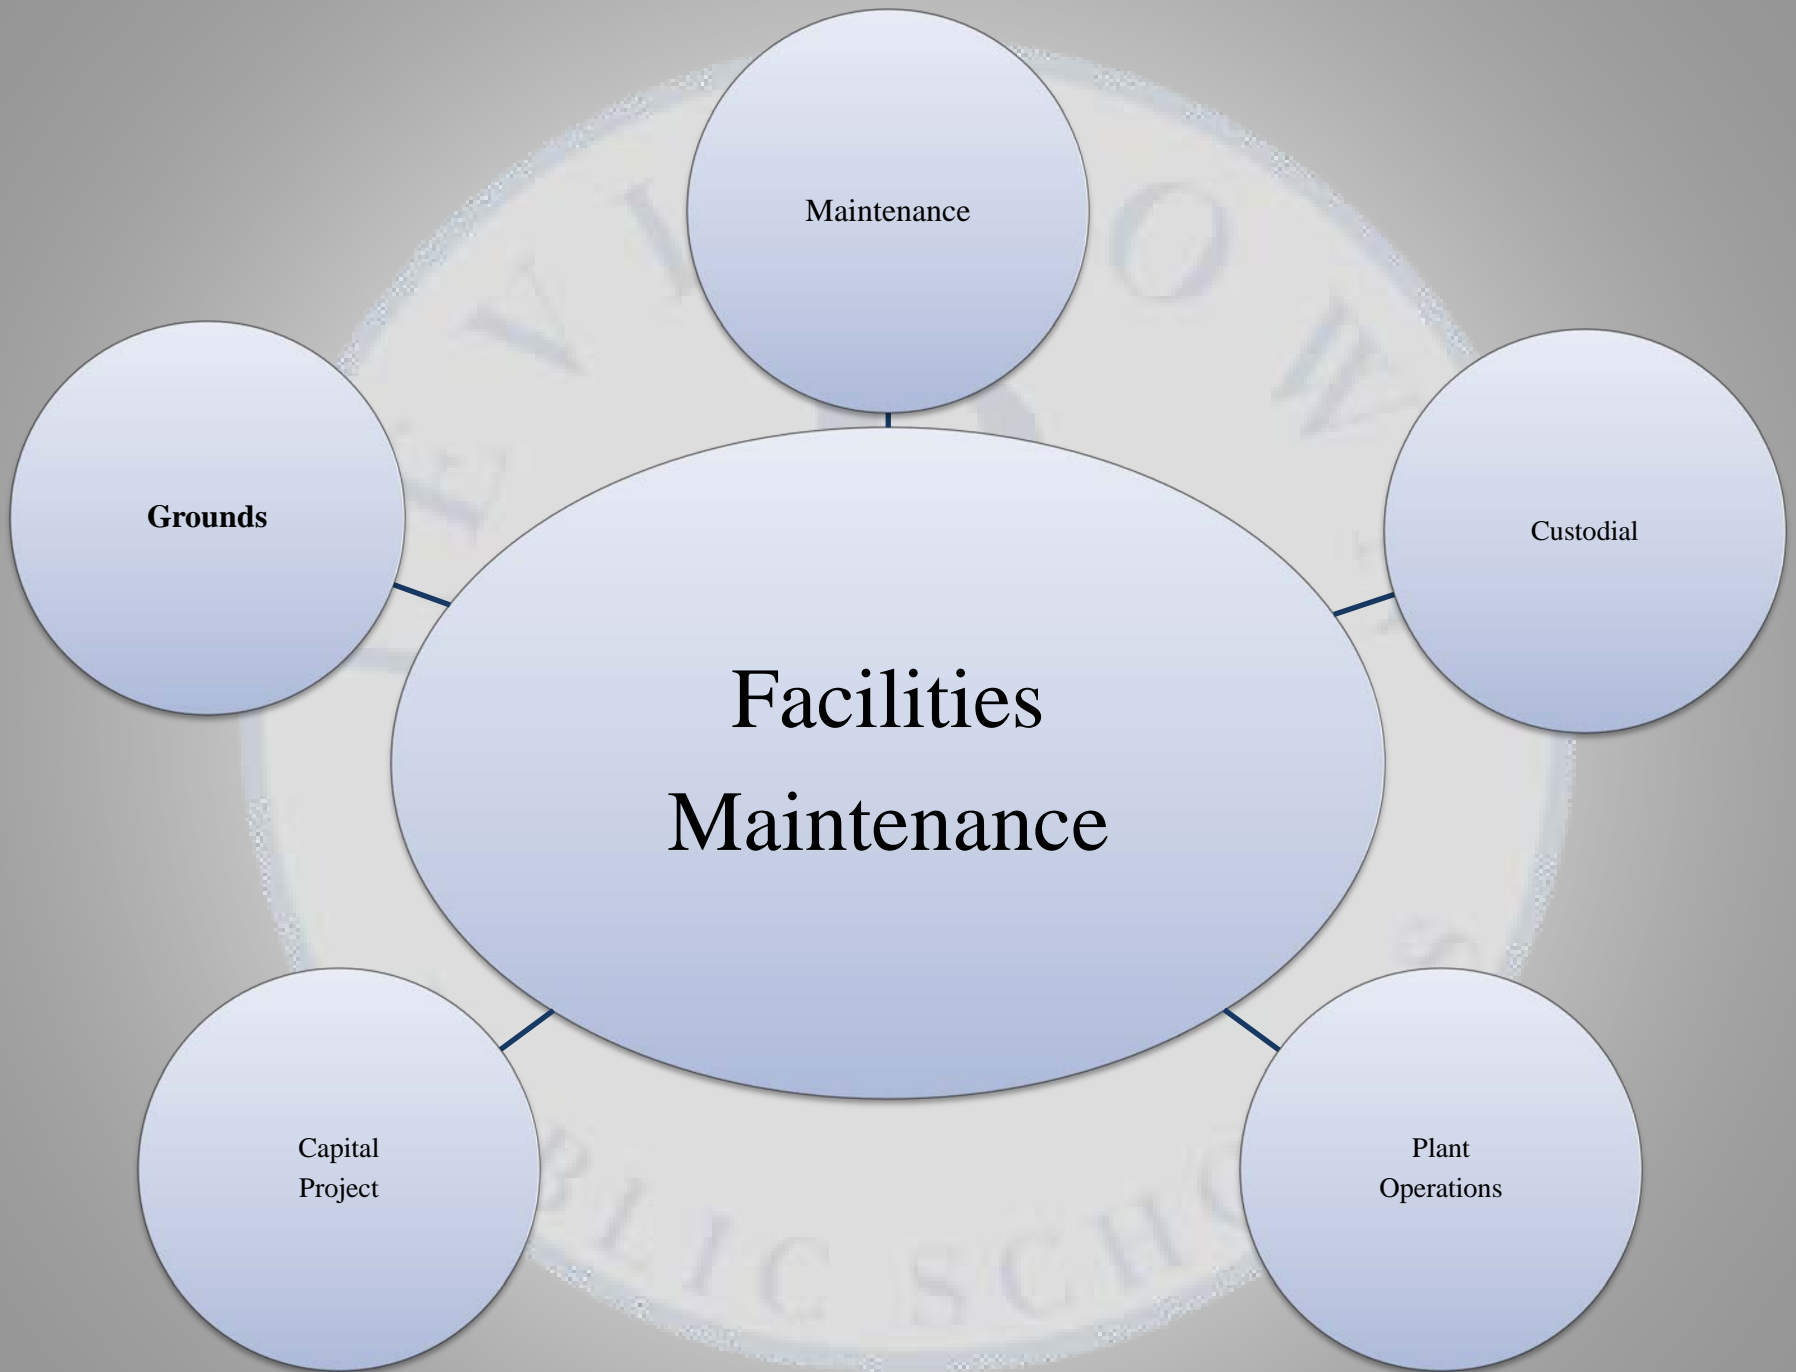 Maintenance
Grounds
Custodial
Facilities
Maintenance
Capital
Project
Plant
Operations